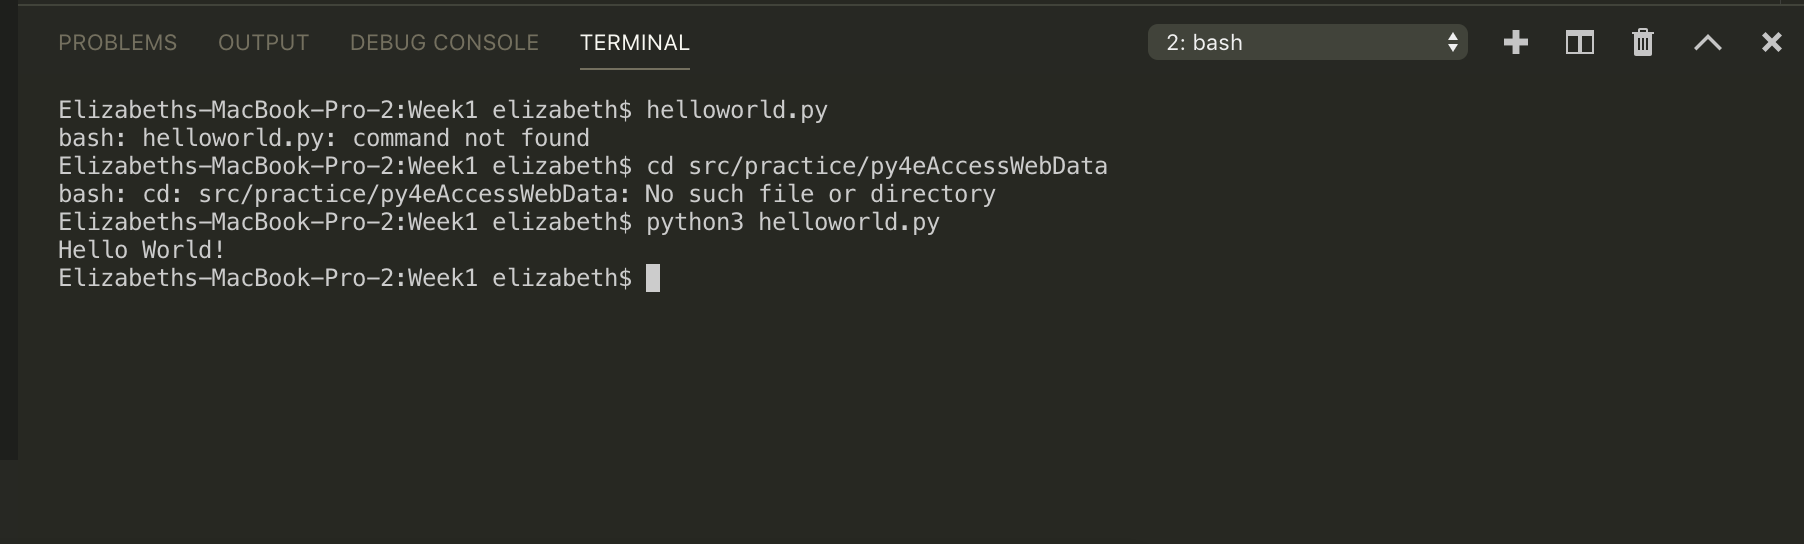 PROBLEMS OUTPUT DEBUG CONSOLE TERMINAL 2: bash
Elizabeths-MacBook-Pro-2:Week1 elizabeth$ helloworld.py
bash: helloworld.py: command not found
Elizabeths-MacBook-Pro-2:Week1 elizabeth$ cd src/practice/py4eAccessWebData
bash: cd: src/practice/py4eAccessWebData: No such file or directory
Elizabeths-MacBook-Pro-2:Week1 elizabeth$ python3 helloworld.py
Hello World!
Elizabeths-MacBook-Pro-2:Week1 elizabeth$